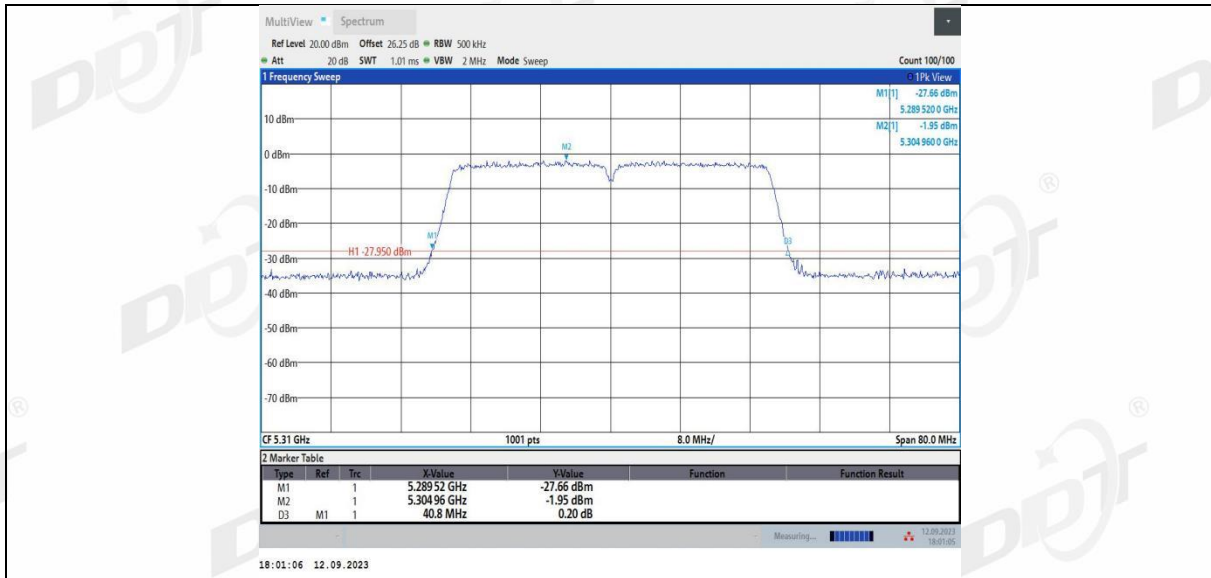 MultiView Spectrum
Ref Level 20.00 dBm Offset 26.25 dB RBW 500 kHz
Att 20 dB SWT 1.01 ms VBW 2 MHz Mode Sweep Count 100/100
1 Frequency Sweep 1Pk View
M1[1] -27.66 dBm
5.289 520 0 GHz
M2[1] -1.95 dBm
5.304 960 0 GHz
10 dBm
0 dBm
M2
-10 dBm
-20 dBm
M1
D3
H1 -27.950 dBm
-30 dBm
-40 dBm
-50 dBm
-60 dBm
-70 dBm
CF 5.31 GHz 1001 pts 8.0 MHz/ Span 80.0 MHz
2 Marker Table
Type Ref Trc X-Value Y-Value Function Function Result
M1 1 5.289 52 GHz -27.66 dBm
M2 1 5.304 96 GHz -1.95 dBm
D3 M1 1 40.8 MHz 0.20 dB
Measuring... 12.09.2023
18:01:05
18:01:06 12.09.2023